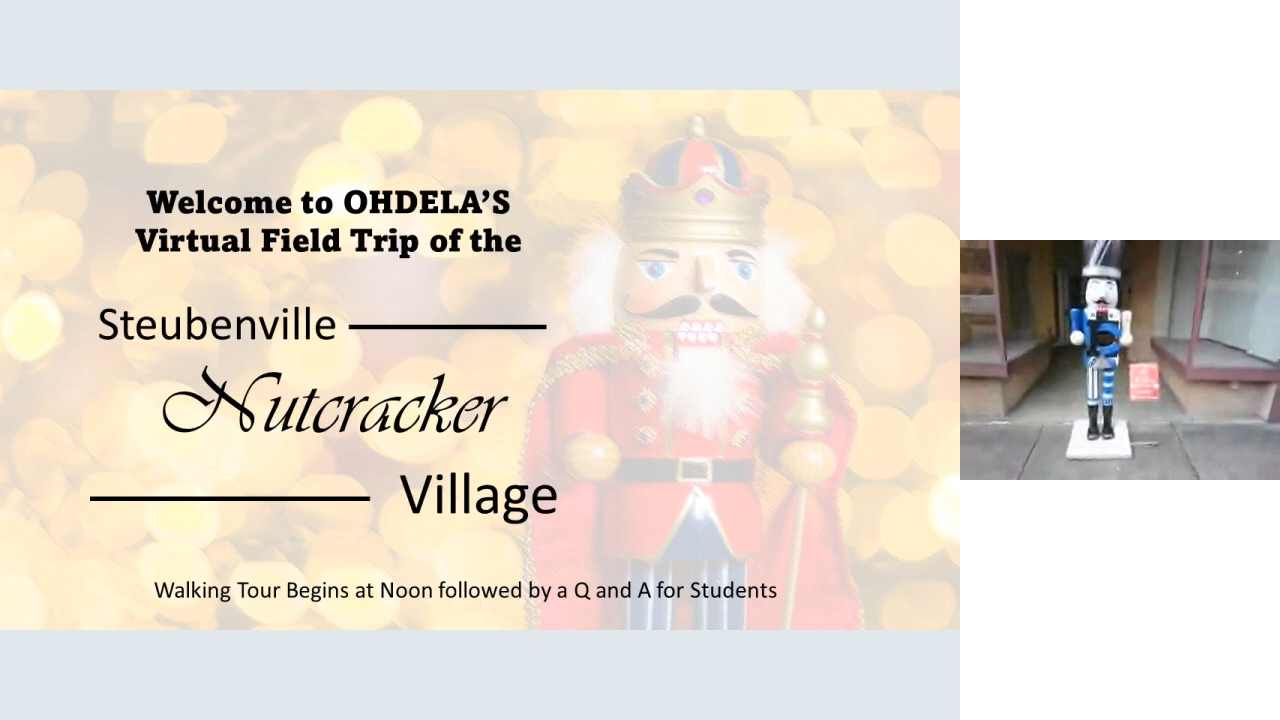 Welcome to OHDELA’S
Virtual Field Trip of the
Steubenville
Nutcracker
Village
Walking Tour Begins at Noon followed by a Q and A for Students